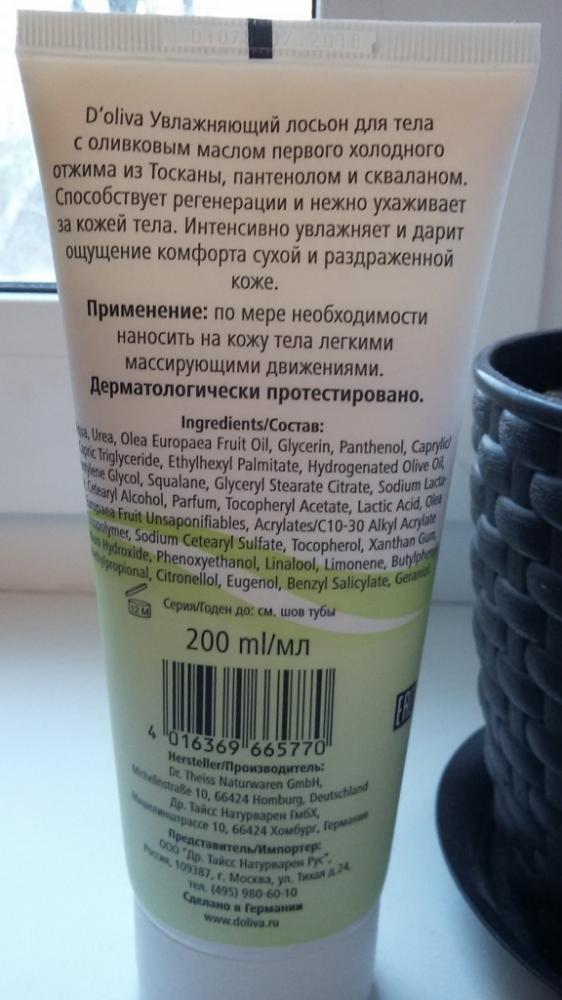 D'oliva Увлажняющий лосьон для тела
с оливковым маслом первого холодного
отжима из Тосканы, пантенолом и скваланом.
Способствует регенерации и нежно ухаживает
за кожей тела. Интенсивно увлажняет и дарит
ощущение комфорта сухой и раздраженной
коже.
Применение: по мере необходимости
наносить на кожу тела легкими
массирующими движениями.
Дерматологически протестировано.
Ingredients/Состав:
Urea, Olea Europaea Fruit Oil, Glycerin, Panthenol, Caprylic/
Capric Triglyceride, Ethylhexyl Palmitate, Hydrogenated Olive Oil,
Glycol, Squalane, Glyceryl Stearate Citrate, Sodium Lacta-
Cetearyl Alcohol, Parfum, Tocopheryl Acetate, Lactic Acid, Olea
Fruit Unsaponifiables, Acrylates/C10-30 Alkyl Acrylate
Sodium Cetearyl Sulfate, Tocopherol, Xanthan Gum,
Hydroxide, Phenoxyethanol, Linalool, Limonene, Butylphenyl
Citronellol, Eugenol, Benzyl Salicylate, Geraniol.
12 M
Серия/Годен до: см. шов тубы
200 ml/мл
4 016369 665770
EAC
Hersteller/Производитель:
Dr. Theiss Naturwaren GmbH,
Michelinstraße 10, 66424 Homburg, Deutschland
Др. Тайсс Натурварен ГмбХ,
Мишелинштрассе 10, 66424 Хомбург, Германия
Представитель/Импортер:
ООО "Др. Тайсс Натурварен Рус",
Россия, 109387, г. Москва, ул. Тихая д.24,
тел. (495) 980-60-10
Сделано в Германии
www.doliva.ru